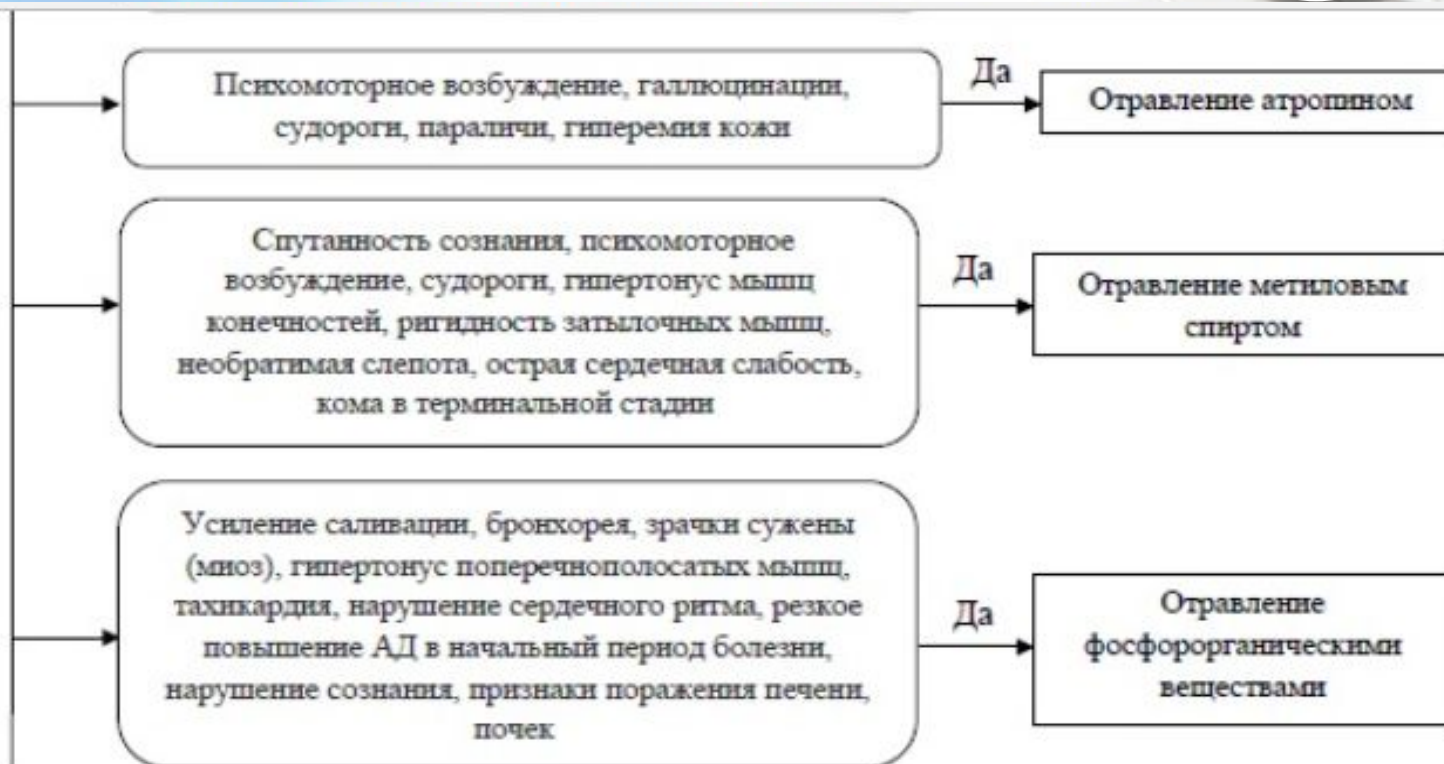 Психомоторное возбуждение, галлюцинации,
судороги, параличи, гиперемия кожи
Да
Отравление атропином
Спутанность сознания, психомоторное
возбуждение, судороги, гипертонус мышц
конечностей, ригидность затылочных мышц,
необратимая слепота, острая сердечная слабость,
кома в терминальной стадии
Да
Отравление метиловым
спиртом
Усиление саливации, бронхорея, зрачки сужены
(миоз), гипертонус поперечнополосатых мышц,
тахикардия, нарушение сердечного ритма, резкое
повышение АД в начальный период болезни,
нарушение сознания, признаки поражения печени,
почек
Да
Отравление
фосфорорганическими
веществами